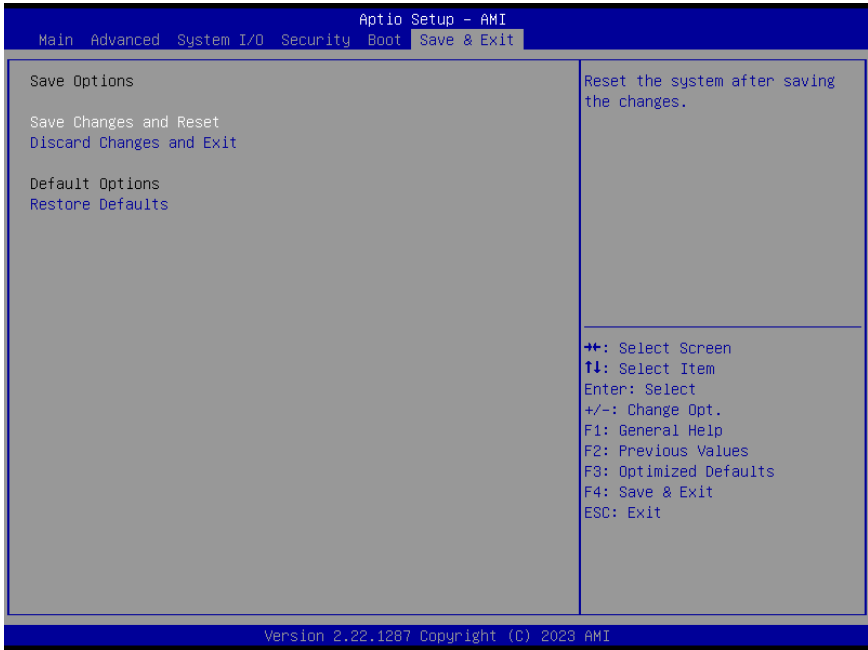 Aptio Setup – AMI
Main Advanced System I/O Security Boot Save & Exit
Save Options
Save Changes and Reset
Discard Changes and Exit
Default Options
Restore Defaults
Reset the system after saving
the changes.
→←: Select Screen
↑↓: Select Item
Enter: Select
+/-: Change Opt.
F1: General Help
F2: Previous Values
F3: Optimized Defaults
F4: Save & Exit
ESC: Exit
Version 2.22.1287 Copyright (C) 2023 AMI